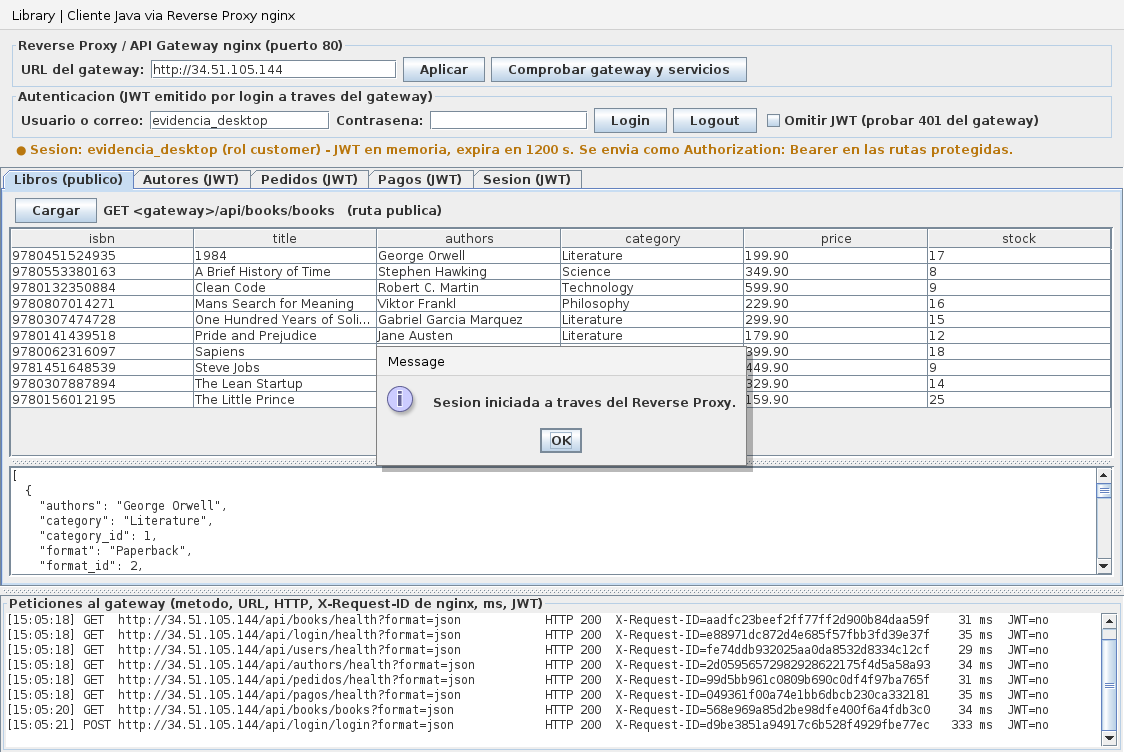 Library | Cliente Java via Reverse Proxy nginx
Reverse Proxy / API Gateway nginx (puerto 80)
URL del gateway: http://34.51.105.144 Aplicar Comprobar gateway y servicios
Autenticacion (JWT emitido por login a traves del gateway)
Usuario o correo: evidencia_desktop Contrasena: Login Logout Omitir JWT (probar 401 del gateway)
● Sesion: evidencia_desktop (rol customer) - JWT en memoria, expira en 1200 s. Se envia como Authorization: Bearer en las rutas protegidas.
Libros (publico) Autores (JWT) Pedidos (JWT) Pagos (JWT) Sesion (JWT)
Cargar GET <gateway>/api/books/books (ruta publica)
isbn title authors category price stock
9780451524935 1984 George Orwell Literature 199.90 17
9780553380163 A Brief History of Time Stephen Hawking Science 349.90 8
9780132350884 Clean Code Robert C. Martin Technology 599.90 9
9780807014271 Mans Search for Meaning Viktor Frankl Philosophy 229.90 16
9780307474728 One Hundred Years of Soli... Gabriel Garcia Marquez Literature 299.90 15
9780141439518 Pride and Prejudice Jane Austen Literature 179.90 12
9780062316097 Sapiens 399.90 18
9781451648539 Steve Jobs 449.90 9
9780307887894 The Lean Startup 329.90 14
9780156012195 The Little Prince 159.90 25
Message
Sesion iniciada a traves del Reverse Proxy.
OK
[
{
"authors": "George Orwell",
"category": "Literature",
"category_id": 1,
"format": "Paperback",
"format_id": 2,
Peticiones al gateway (metodo, URL, HTTP, X-Request-ID de nginx, ms, JWT)
[15:05:18] GET http://34.51.105.144/api/books/health?format=json HTTP 200 X-Request-ID=aadfc23beef2ff77ff2d900b84daa59f 31 ms JWT=no
[15:05:18] GET http://34.51.105.144/api/login/health?format=json HTTP 200 X-Request-ID=e88971dc872d4e685f57fbb3fd39e37f 35 ms JWT=no
[15:05:18] GET http://34.51.105.144/api/users/health?format=json HTTP 200 X-Request-ID=fe74ddb932025aa0da8532d8334c12cf 29 ms JWT=no
[15:05:18] GET http://34.51.105.144/api/authors/health?format=json HTTP 200 X-Request-ID=2d05956572982928622175f4d5a58a93 34 ms JWT=no
[15:05:18] GET http://34.51.105.144/api/pedidos/health?format=json HTTP 200 X-Request-ID=99d5bb961c0809b690c0df4f97ba765f 31 ms JWT=no
[15:05:18] GET http://34.51.105.144/api/pagos/health?format=json HTTP 200 X-Request-ID=049361f00a74e1bb6dbcb230ca332181 35 ms JWT=no
[15:05:20] GET http://34.51.105.144/api/books/books?format=json HTTP 200 X-Request-ID=568e969a85d2be98dfe400f6a4fdb3c0 34 ms JWT=no
[15:05:21] POST http://34.51.105.144/api/login/login?format=json HTTP 200 X-Request-ID=d9be3851a94917c6b528f4929fbe77ec 333 ms JWT=no